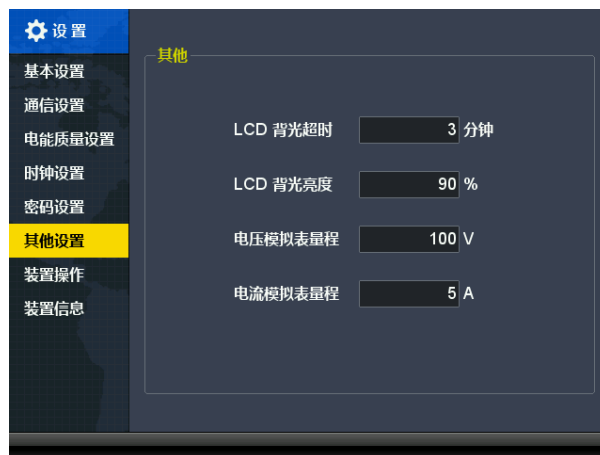 设置
基本设置
通信设置
电能质量设置
时钟设置
密码设置
其他设置
装置操作
装置信息
其他
LCD 背光超时 3 分钟
LCD 背光亮度 90 %
电压模拟表量程 100 V
电流模拟表量程 5 A